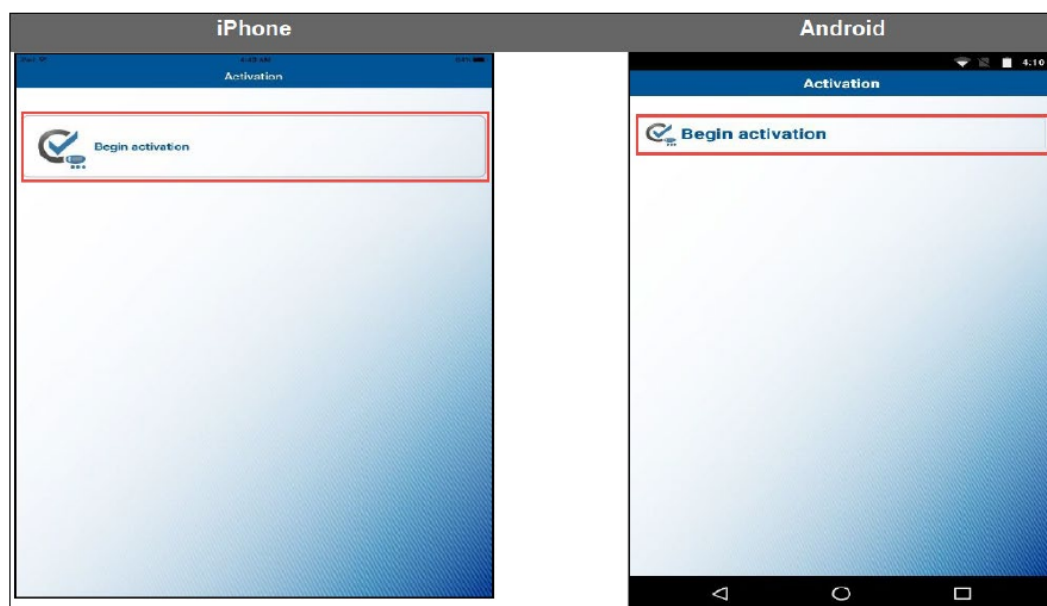 iPhone
Android
4:10
Activation
Activation
Begin activation
Begin activation